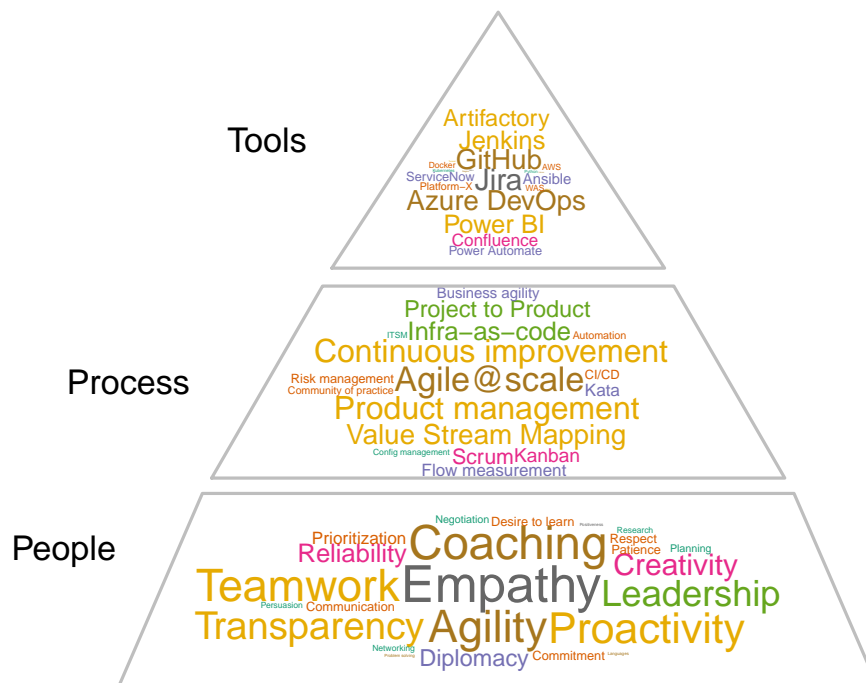 Tools
Artifactory
Jenkins
Docker GitHub AWS
ServiceNow Jira Ansible
Platform-X WAS
Azure DevOps
Power BI
Confluence
Power Automate
Process
Business agility
Project to Product
ITSM Infra-as-code Automation
Continuous improvement
Risk management Agile@scale CI/CD
Community of practice Kata
Product management
Value Stream Mapping
Config management Scrum Kanban
Flow measurement
People
Negotiation Desire to learn Research
Prioritization Coaching Respect
Reliability Patience Planning
Creativity
Teamwork Empathy Leadership
Persuasion Communication
Transparency Agility Proactivity
Networking
Problem solving Diplomacy Commitment Languages